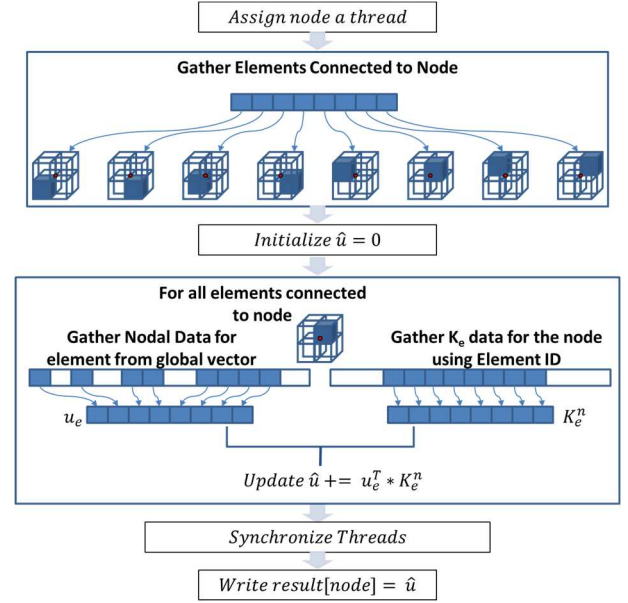 Assign node a thread
Gather Elements Connected to Node
Initialize û = 0
For all elements connected
to node
Gather Nodal Data for
element from global vector
Gather Kₑ data for the node
using Element ID
uₑ
Kₑⁿ
Update û += uₑᵀ * Kₑⁿ
Synchronize Threads
Write result[node] = û